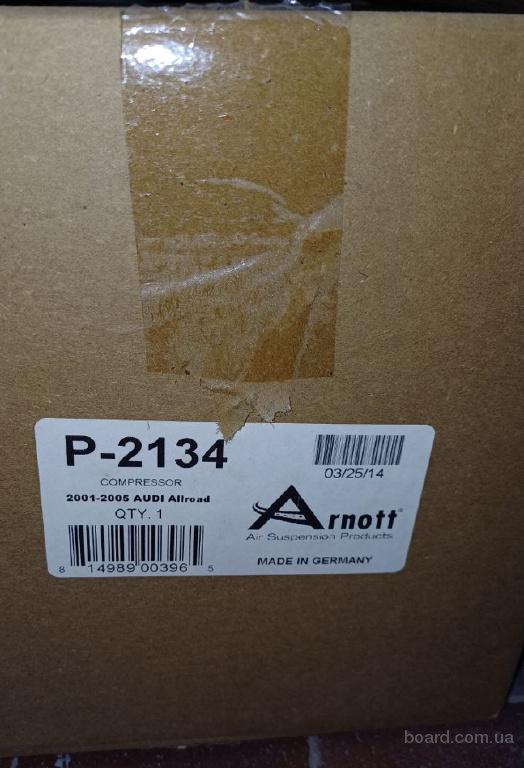 P-2134
COMPRESSOR
2001-2005 AUDI Allroad
QTY. 1
8 14989 00396 5
03/25/14
Arnott®
Air Suspension Products
MADE IN GERMANY
board.com.ua